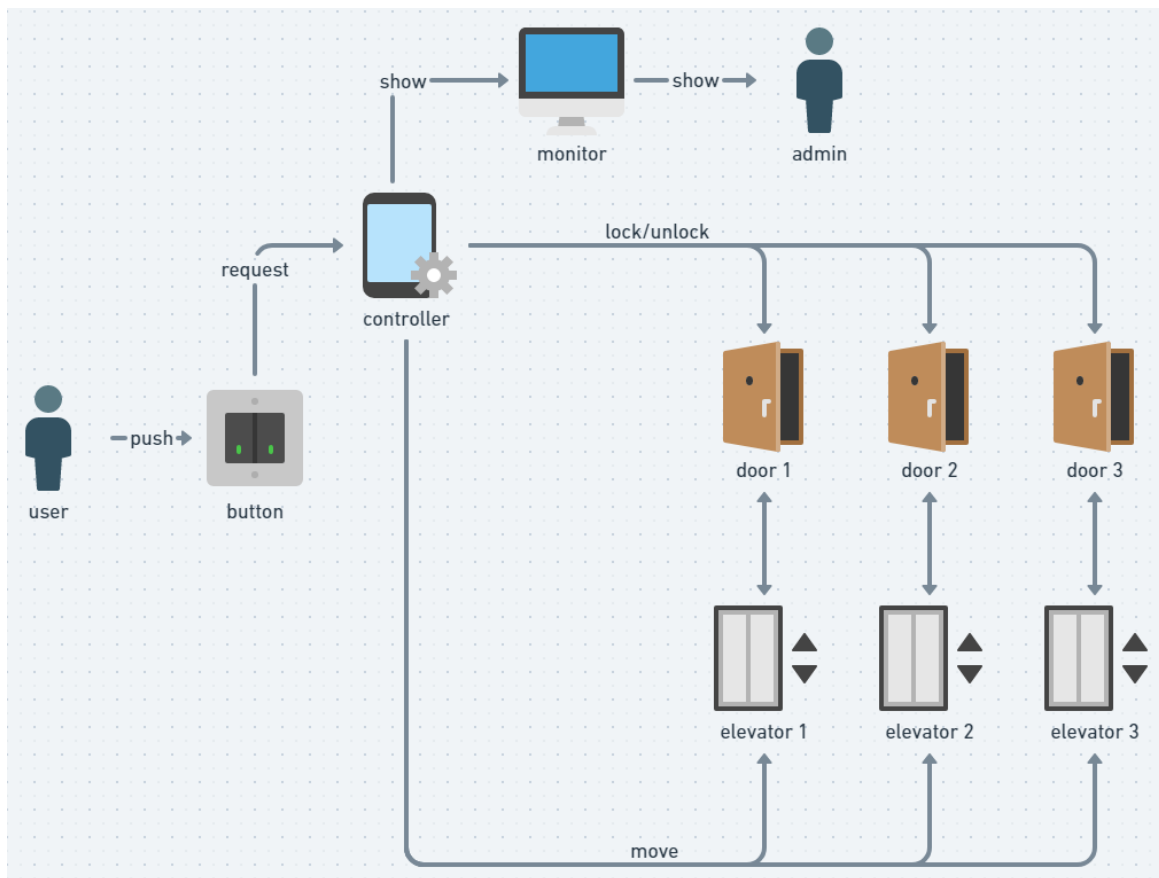 show
show
monitor
admin
lock/unlock
request
controller
push
user
button
door 1
door 2
door 3
elevator 1
elevator 2
elevator 3
move